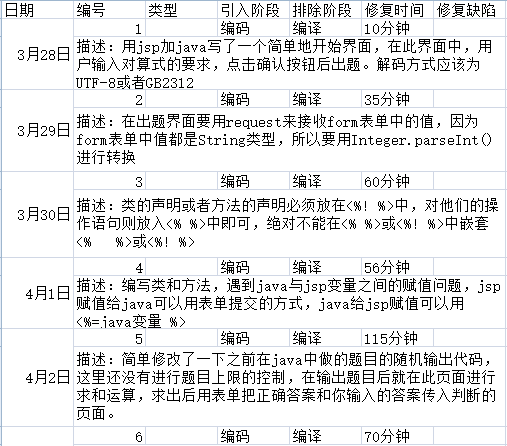 日期 编号 类型 引入阶段 排除阶段 修复时间 修复缺陷
1 编码 编译 10分钟
3月28日
描述：用jsp加java写了一个简单地开始界面，在此界面中，用
户输入对算式的要求，点击确认按钮后出题。解码方式应该为
UTF-8或者GB2312
2 编码 编译 35分钟
3月29日
描述：在出题界面要用request来接收form表单中的值，因为
form表单中值都是String类型，所以要用Integer.parseInt()
进行转换
3 编码 编译 60分钟
3月30日
描述：类的声明或者方法的声明必须放在<%! %>中，对他们的操
作语句则放入<% %>中即可，绝对不能在<% %>或<%! %>中嵌套
<% %>或<%! %>
4 编码 编译 56分钟
4月1日
描述：编写类和方法，遇到java与jsp变量之间的赋值问题，jsp
赋值给java可以用表单提交的方式，java给jsp赋值可以用
<%=java变量 %>
5 编码 编译 115分钟
4月2日
描述：简单修改了一下之前在java中做的题目的随机输出代码，
这里还没有进行题目上限的控制，在输出题目后就在此页面进行
求和运算，求出后用表单把正确答案和你输入的答案传入判断的
页面。
6 编码 编译 70分钟